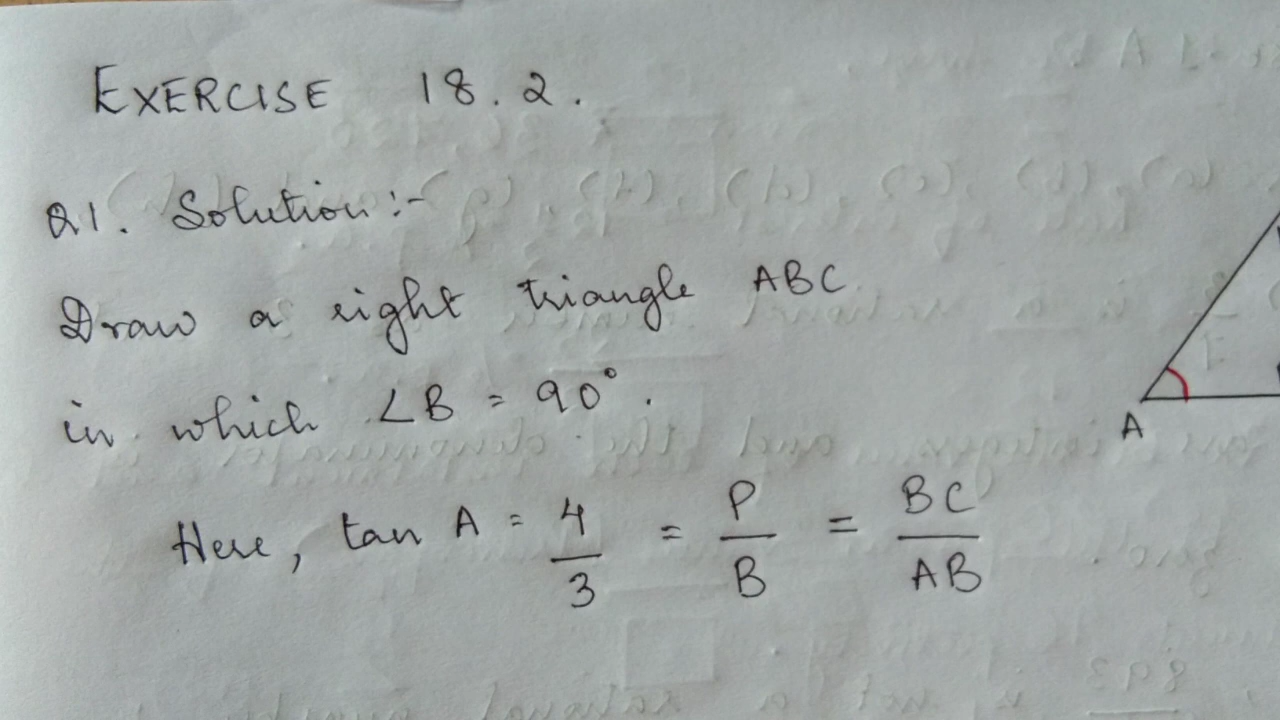 EXERCISE 18.2.
Q1. Solution :-
Draw a right triangle ABC
in which ∠B = 90°.
Here, tan A = 4/3 = P/B = BC/AB
A